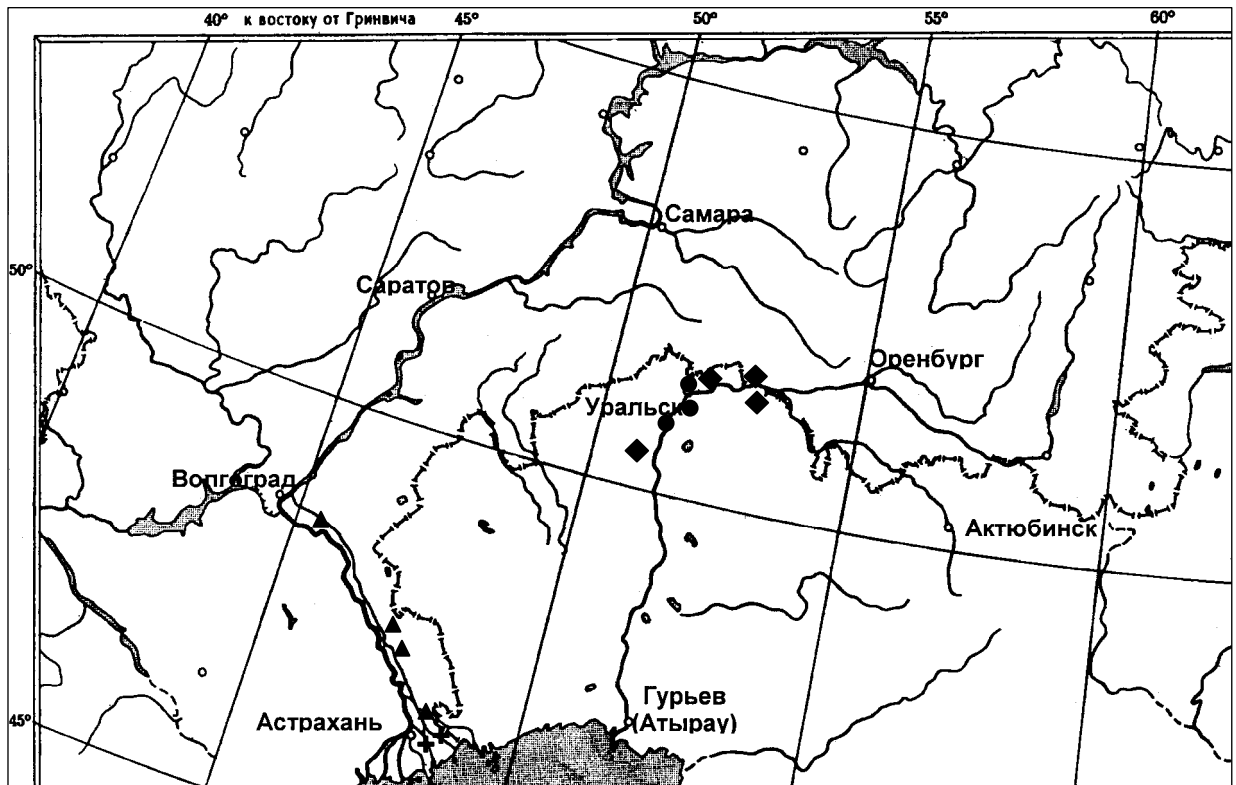 40° к востоку от Гринвича 45° 50° 55° 60°
Самара
50°
Саратов
Оренбург
Уральск
Волгоград
Актюбинск
Гурьев
(Атырау)
Астрахань
45°